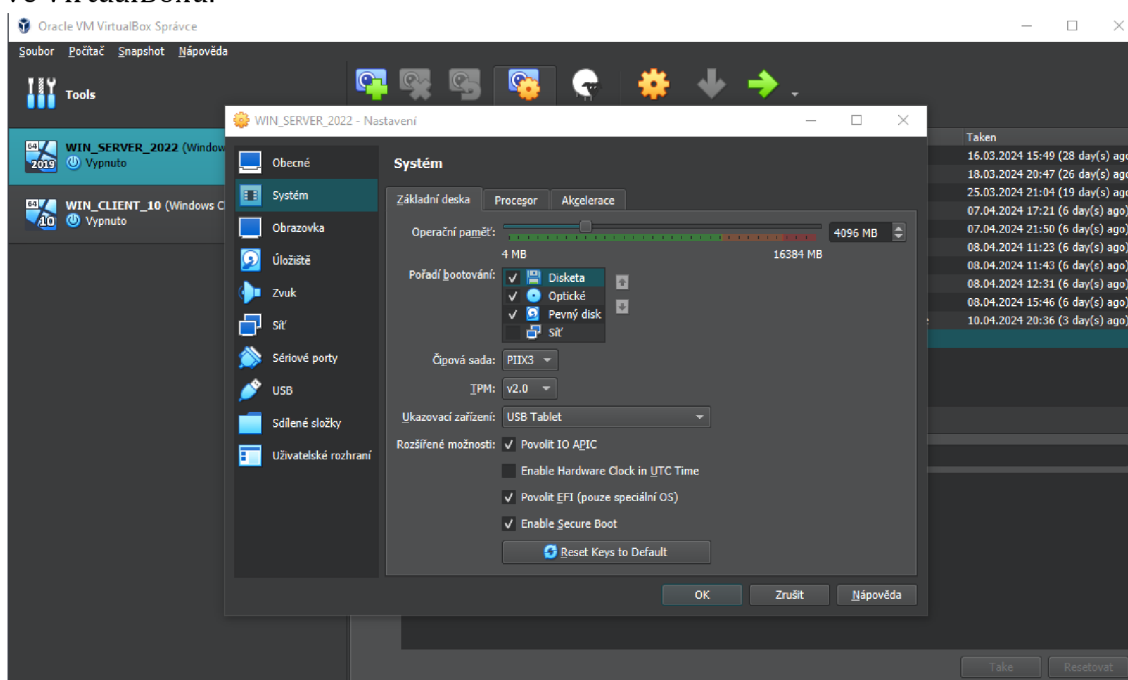 ve VirtualBoxu.
Oracle VM VirtualBox Správce
Soubor Počítač Snapshot Nápověda
Tools
WIN_SERVER_2022 - Nastavení
Taken
64 2019 WIN_SERVER_2022 (Window
Vypnuto
64 10 WIN_CLIENT_10 (Windows C
Vypnuto
Obecné
Systém
Obrazovka
Úložiště
Zvuk
Síť
Sériové porty
USB
Sdílené složky
Uživatelské rozhraní
Systém
Základní deska Procesor Akcelerace
Operační paměť: 4096 MB
4 MB 16384 MB
Pořadí bootování: Disketa
Optické
Pevný disk
Síť
Čipová sada: PIIX3
TPM: v2.0
Ukazovací zařízení: USB Tablet
Rozšířené možnosti: Povolit IO APIC
Enable Hardware Clock in UTC Time
Povolit EFI (pouze speciální OS)
Enable Secure Boot
Reset Keys to Default
OK Zrušit Nápověda
16.03.2024 15:49 (28 day(s) ago
18.03.2024 20:47 (26 day(s) ago
25.03.2024 21:04 (19 day(s) ago
07.04.2024 17:21 (6 day(s) ago)
07.04.2024 21:50 (6 day(s) ago)
08.04.2024 11:23 (6 day(s) ago)
08.04.2024 11:43 (6 day(s) ago)
08.04.2024 12:31 (6 day(s) ago)
08.04.2024 15:46 (6 day(s) ago)
10.04.2024 20:36 (3 day(s) ago)
Take Resetovat